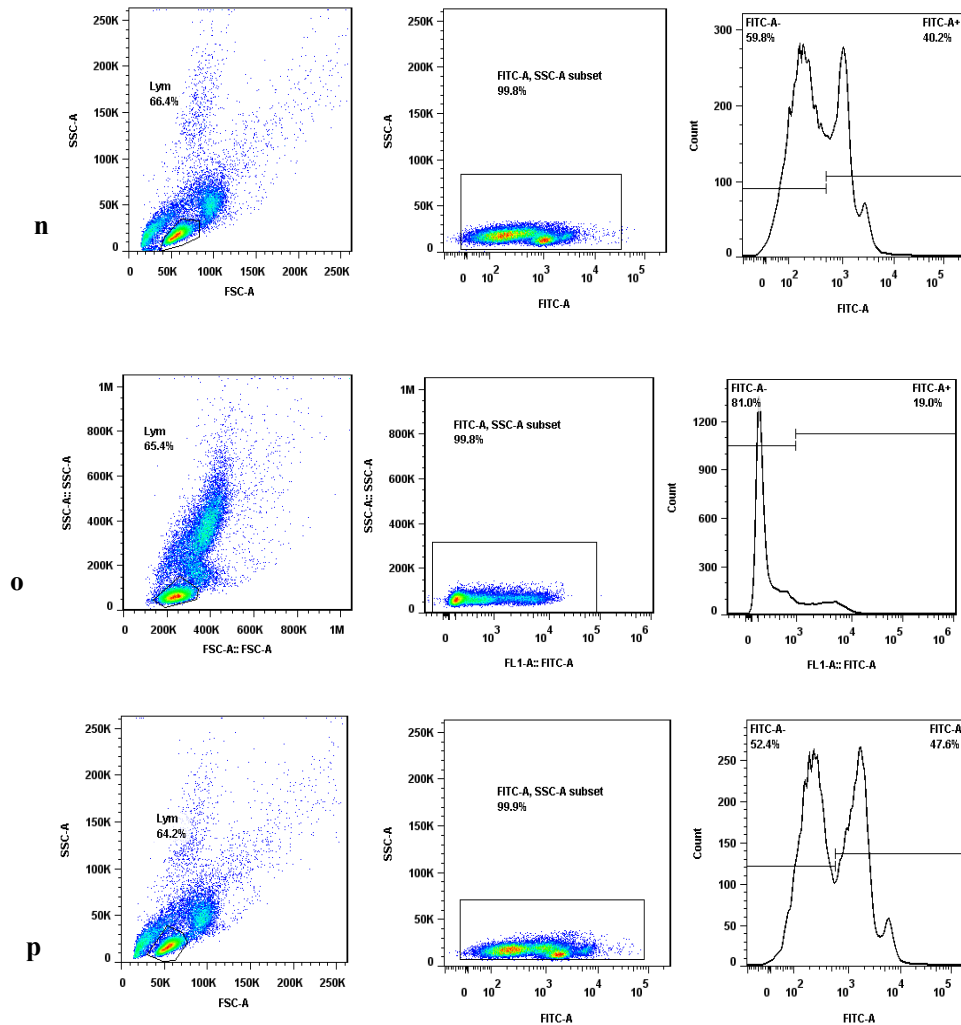 n
250K
200K
150K
100K
50K
0
SSC-A
Lym
66.4%
0 50K 100K 150K 200K 250K
FSC-A
250K
200K
150K
100K
50K
0
SSC-A
FITC-A, SSC-A subset
99.8%
0 10^2 10^3 10^4 10^5
FITC-A
300
200
100
0
Count
FITC-A- FITC-A+
59.8% 40.2%
0 10^2 10^3 10^4 10^5
FITC-A
o
1M
800K
600K
400K
200K
0
SSC-A:: SSC-A
Lym
65.4%
0 200K 400K 600K 800K 1M
FSC-A:: FSC-A
1M
800K
600K
400K
200K
0
SSC-A:: SSC-A
FITC-A, SSC-A subset
99.8%
0 10^3 10^4 10^5 10^6
FL1-A:: FITC-A
1200
900
600
300
0
Count
FITC-A- FITC-A+
81.0% 19.0%
0 10^3 10^4 10^5 10^6
FL1-A:: FITC-A
p
250K
200K
150K
100K
50K
0
SSC-A
Lym
64.2%
0 50K 100K 150K 200K 250K
FSC-A
250K
200K
150K
100K
50K
0
SSC-A
FITC-A, SSC-A subset
99.9%
0 10^2 10^3 10^4 10^5
FITC-A
250
200
150
100
50
0
Count
FITC-A- FITC-A
52.4% 47.6%
0 10^2 10^3 10^4 10^5
FITC-A